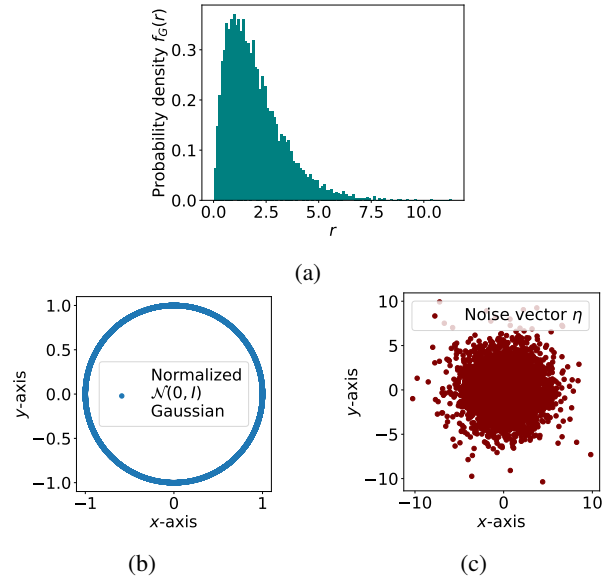 Probability density f_G(r)
0.3
0.2
0.1
0.0
0.0 2.5 5.0 7.5 10.0
r
(a)
y-axis
1.0
0.5
0.0
−0.5
−1.0
Normalized
𝒩(0, I)
Gaussian
−1 0 1
x-axis
(b)
y-axis
10
5
0
−5
−10
Noise vector η
−10 0 10
x-axis
(c)